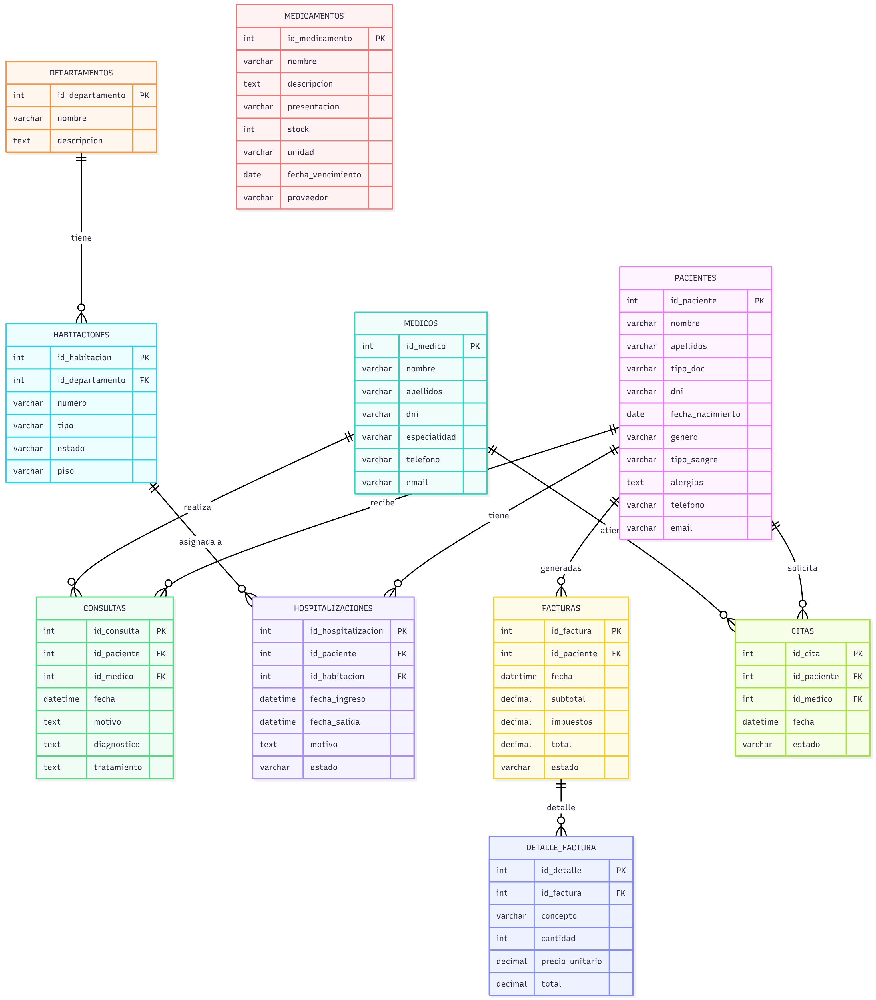 MEDICAMENTOS
int id_medicamento PK
varchar nombre
text descripcion
varchar presentacion
int stock
varchar unidad
date fecha_vencimiento
varchar proveedor
DEPARTAMENTOS
int id_departamento PK
varchar nombre
text descripcion
tiene
HABITACIONES
int id_habitacion PK
int id_departamento FK
varchar numero
varchar tipo
varchar estado
varchar piso
MEDICOS
int id_medico PK
varchar nombre
varchar apellidos
varchar dni
varchar especialidad
varchar telefono
varchar email
PACIENTES
int id_paciente PK
varchar nombre
varchar apellidos
varchar tipo_doc
varchar dni
date fecha_nacimiento
varchar genero
varchar tipo_sangre
text alergias
varchar telefono
varchar email
realiza
recibe
tiene
asignada a
generadas
solicita
CONSULTAS
int id_consulta PK
int id_paciente FK
int id_medico FK
datetime fecha
text motivo
text diagnostico
text tratamiento
HOSPITALIZACIONES
int id_hospitalizacion PK
int id_paciente FK
int id_habitacion FK
datetime fecha_ingreso
datetime fecha_salida
text motivo
varchar estado
FACTURAS
int id_factura PK
int id_paciente FK
datetime fecha
decimal subtotal
decimal impuestos
decimal total
varchar estado
CITAS
int id_cita PK
int id_paciente FK
int id_medico FK
datetime fecha
varchar estado
detalle
DETALLE_FACTURA
int id_detalle PK
int id_factura FK
varchar concepto
int cantidad
decimal precio_unitario
decimal total